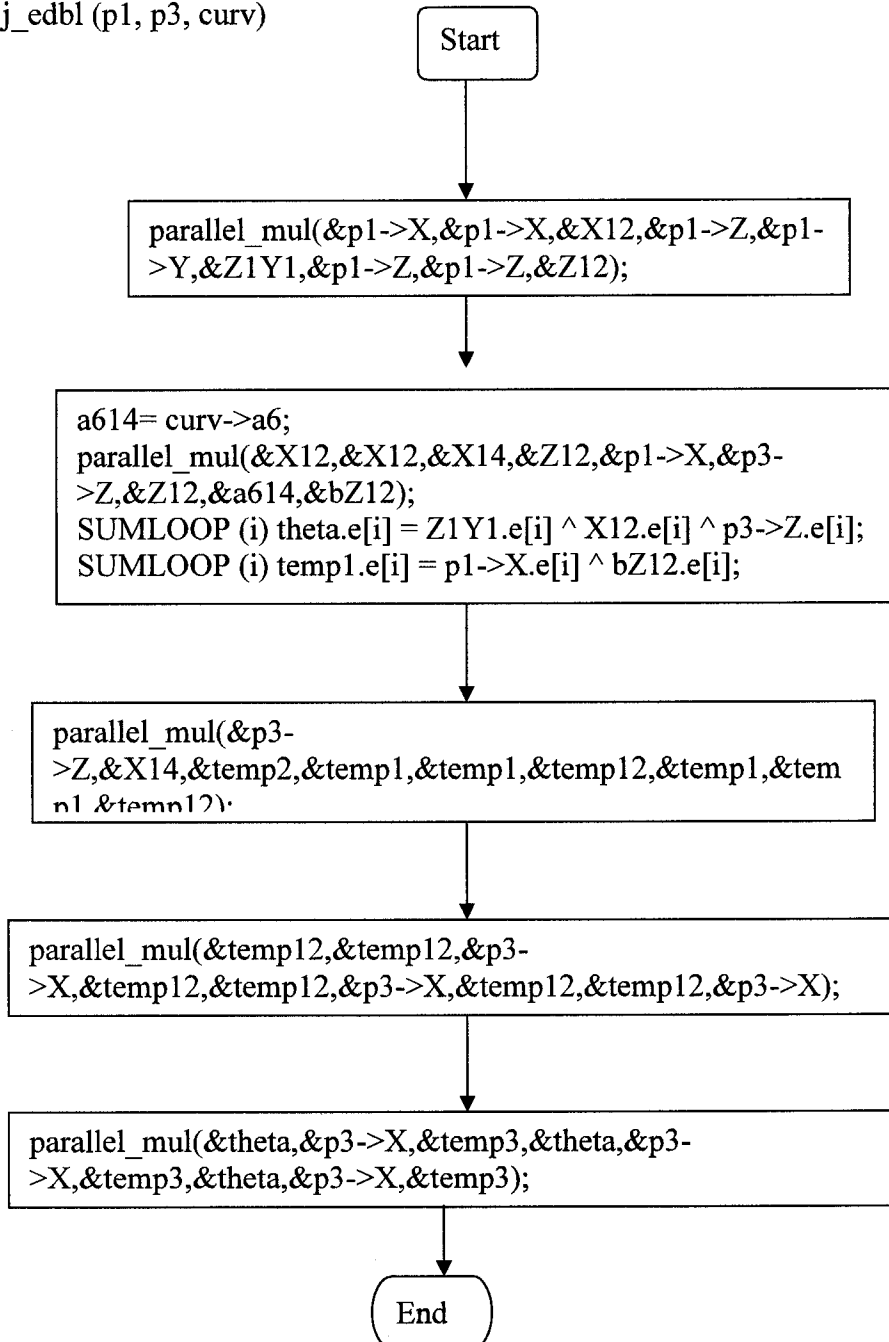 j_edbl (p1, p3, curv)
Start
parallel_mul(&p1->X,&p1->X,&X12,&p1->Z,&p1-
>Y,&Z1Y1,&p1->Z,&p1->Z,&Z12);
a614= curv->a6;
parallel_mul(&X12,&X12,&X14,&Z12,&p1->X,&p3-
>Z,&Z12,&a614,&bZ12);
SUMLOOP (i) theta.e[i] = Z1Y1.e[i] ^ X12.e[i] ^ p3->Z.e[i];
SUMLOOP (i) temp1.e[i] = p1->X.e[i] ^ bZ12.e[i];
parallel_mul(&p3-
>Z,&X14,&temp2,&temp1,&temp1,&temp12,&temp1,&tem
p1,&temp12);
parallel_mul(&temp12,&temp12,&p3-
>X,&temp12,&temp12,&p3->X,&temp12,&temp12,&p3->X);
parallel_mul(&theta,&p3->X,&temp3,&theta,&p3-
>X,&temp3,&theta,&p3->X,&temp3);
End